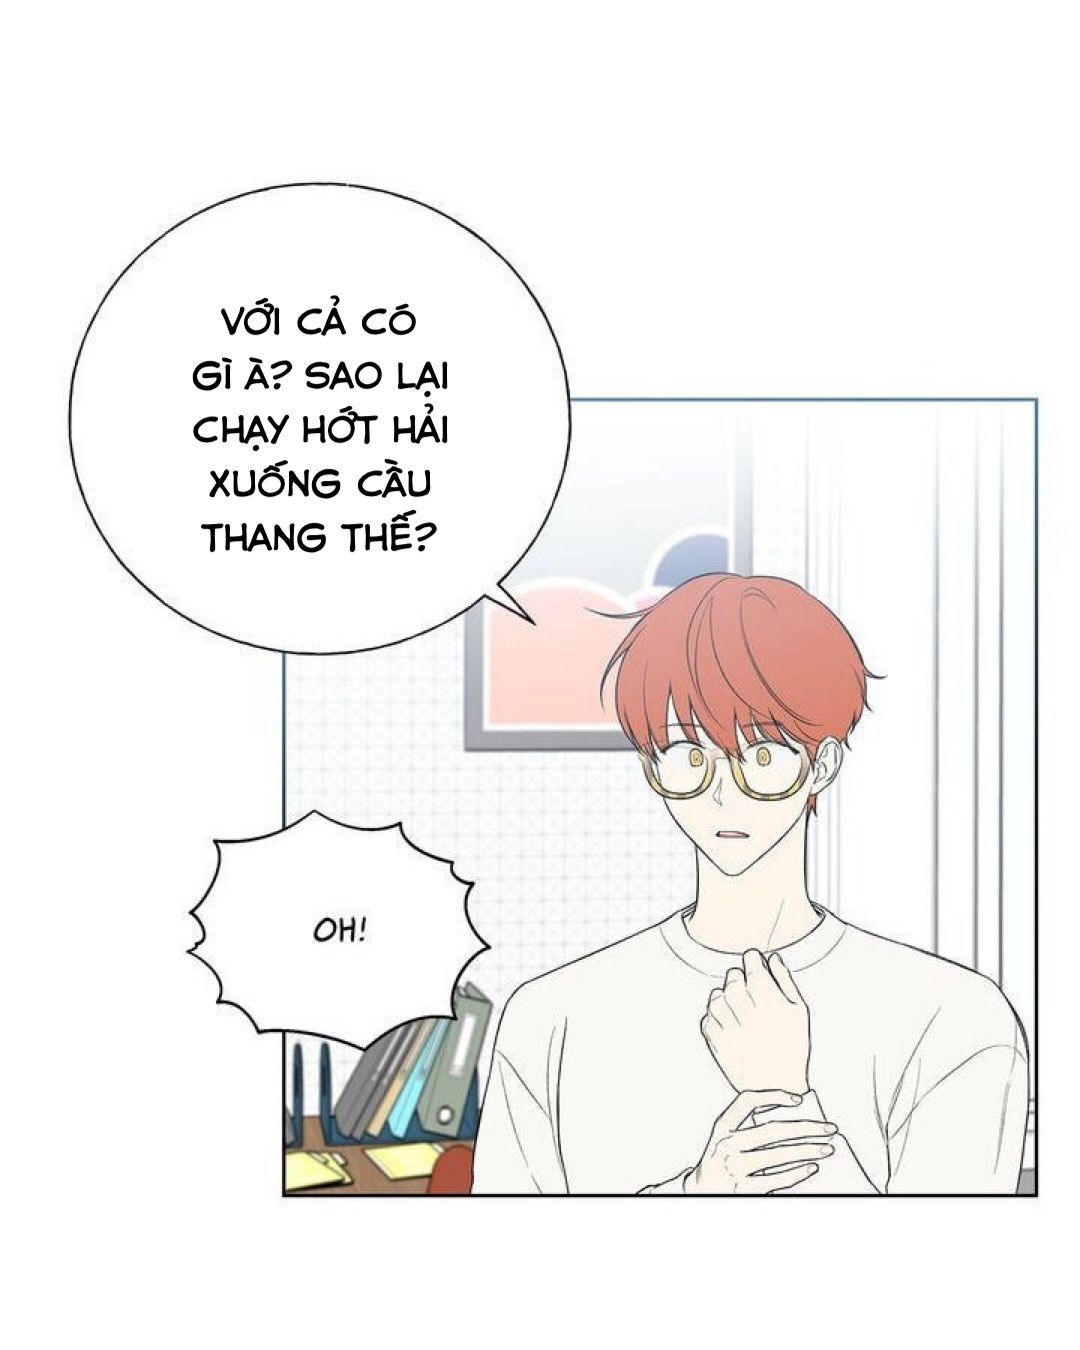 VỚI CẢ CÓ
GÌ À? SAO LẠI
CHẠY HỚT HẢI
XUỐNG CẦU
THANG THẾ?
OH!